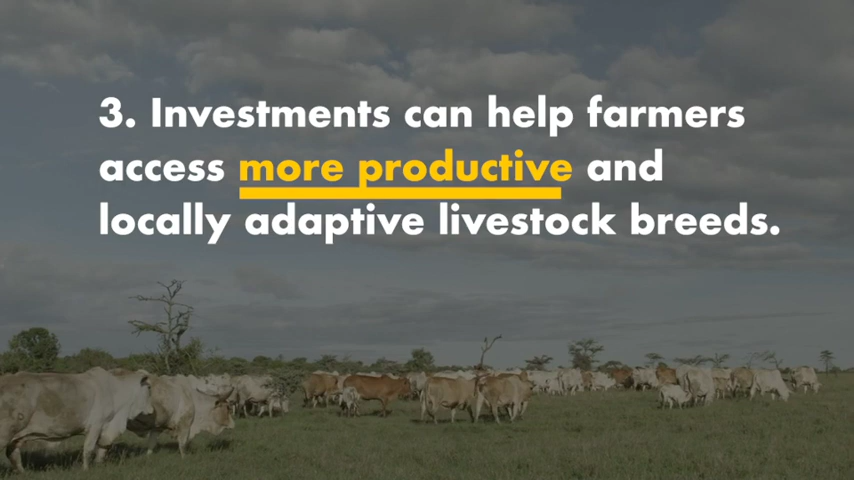 3. Investments can help farmers
access more productive and
locally adaptive livestock breeds.